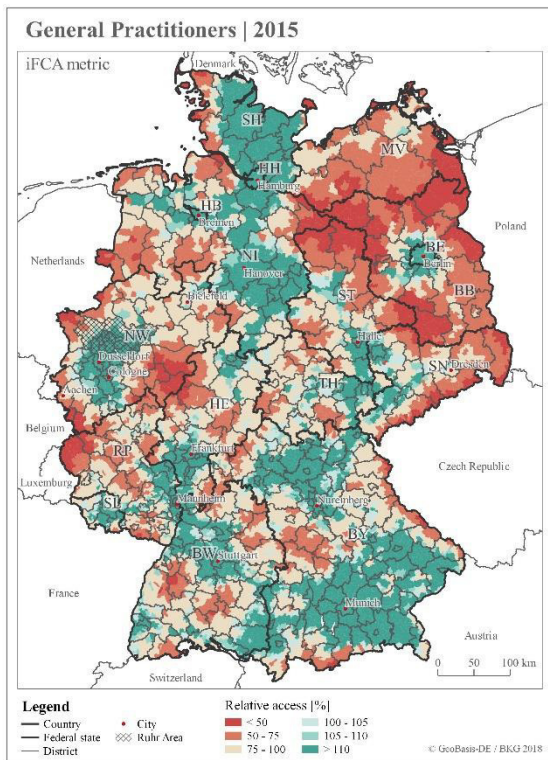 General Practitioners | 2015
iFCA metric
Denmark
SH
MV
HH
Hamburg
HB
Bremen
Poland
BE
Berlin
Netherlands
NI
Hanover
BB
ST
Bielefeld
NW
Halle
Dusseldorf
Cologne
SN
Dresden
Aachen
TH
HE
Belgium
RP
Frankfurt
Czech Republic
Luxemburg
SL
Mannheim
Nuremberg
BY
BW
Stuttgart
France
Munich
Austria
Switzerland
0 50 100 km
Legend
Country
City
Federal state
Ruhr Area
District
Relative access [%]
< 50
100 - 105
50 - 75
105 - 110
75 - 100
> 110
© GeoBasis-DE / BKG 2018